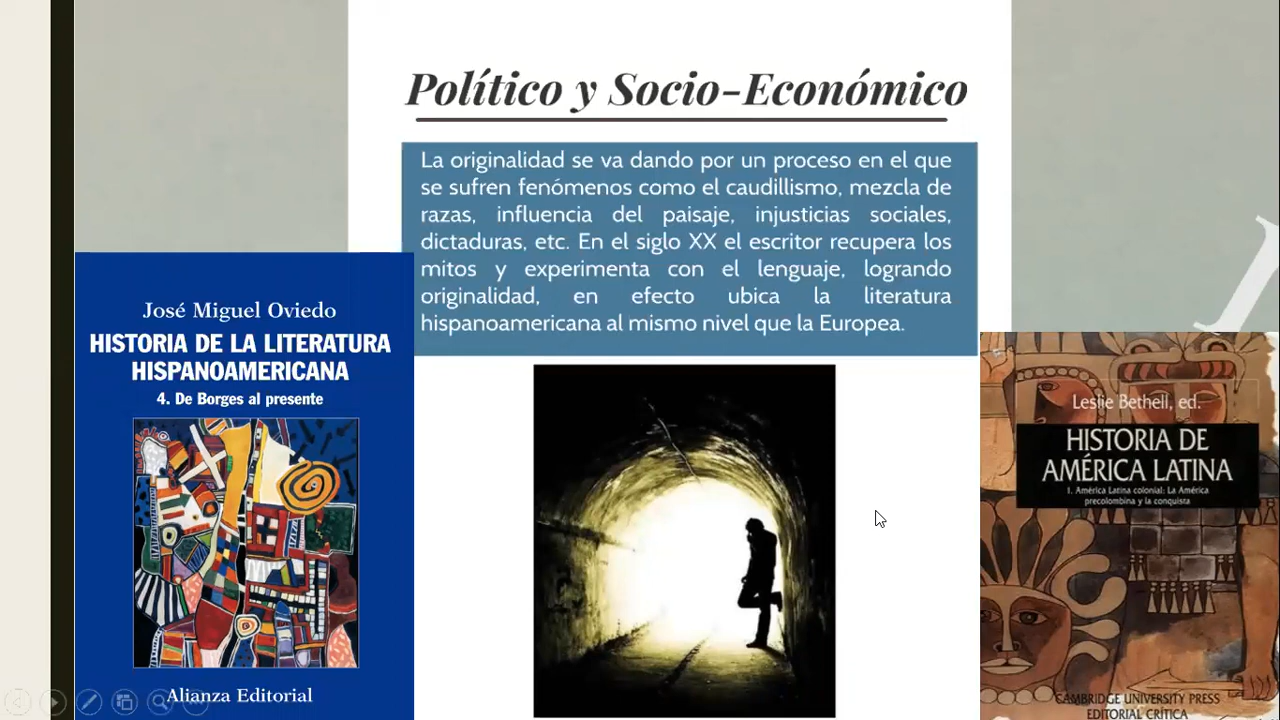 Político y Socio-Económico
La originalidad se va dando por un proceso en el que
se sufren fenómenos como el caudillismo, mezcla de
razas, influencia del paisaje, injusticias sociales,
dictaduras, etc. En el siglo XX el escritor recupera los
mitos y experimenta con el lenguaje, logrando
originalidad, en efecto ubica la literatura
hispanoamericana al mismo nivel que la Europea.
José Miguel Oviedo
HISTORIA DE LA LITERATURA
HISPANOAMERICANA
4. De Borges al presente
Alianza Editorial
Leslie Bethell, ed.
HISTORIA DE
AMÉRICA LATINA
1. América Latina colonial: La América
precolombina y la conquista
CAMBRIDGE UNIVERSITY PRESS
EDITORIAL CRÍTICA